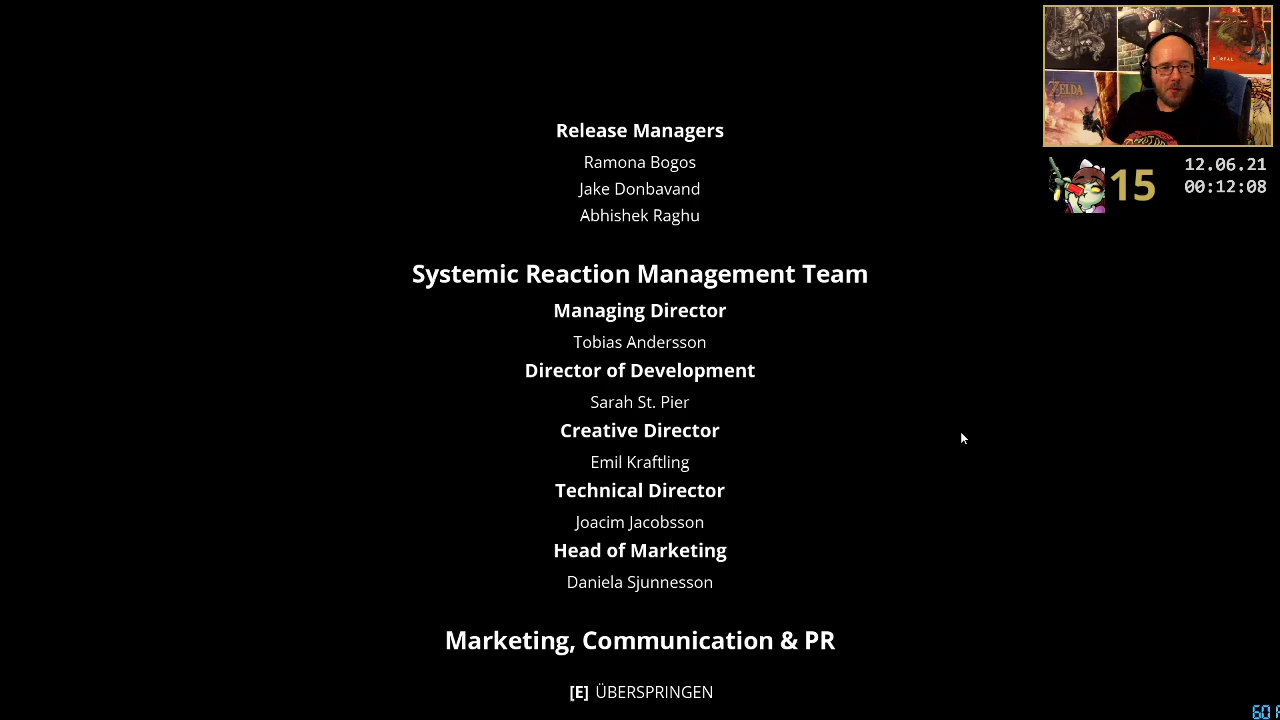 Release Managers
Ramona Bogos
Jake Donbavand
Abhishek Raghu
Systemic Reaction Management Team
Managing Director
Tobias Andersson
Director of Development
Sarah St. Pier
Creative Director
Emil Kraftling
Technical Director
Joacim Jacobsson
Head of Marketing
Daniela Sjunnesson
Marketing, Communication & PR
[E] ÜBERSPRINGEN
ZELDA
15
12.06.21
00:12:08
60